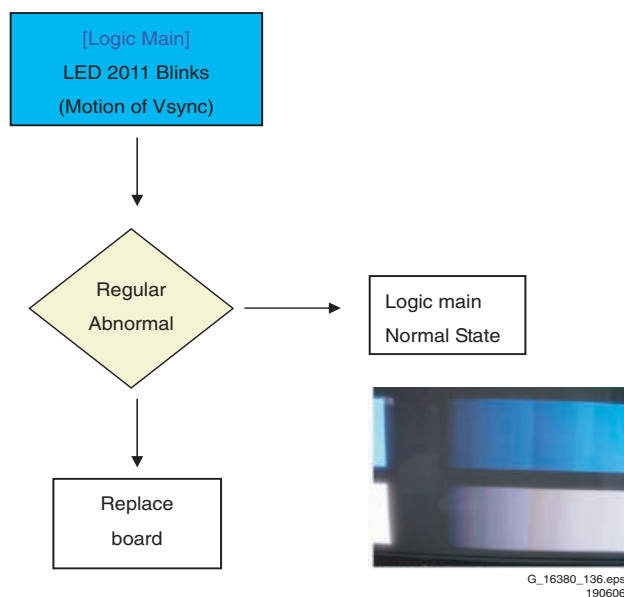 [Logic Main]
LED 2011 Blinks
(Motion of Vsync)
Regular
Abnormal
Logic main
Normal State
Replace
board
G_16380_136.eps
190606